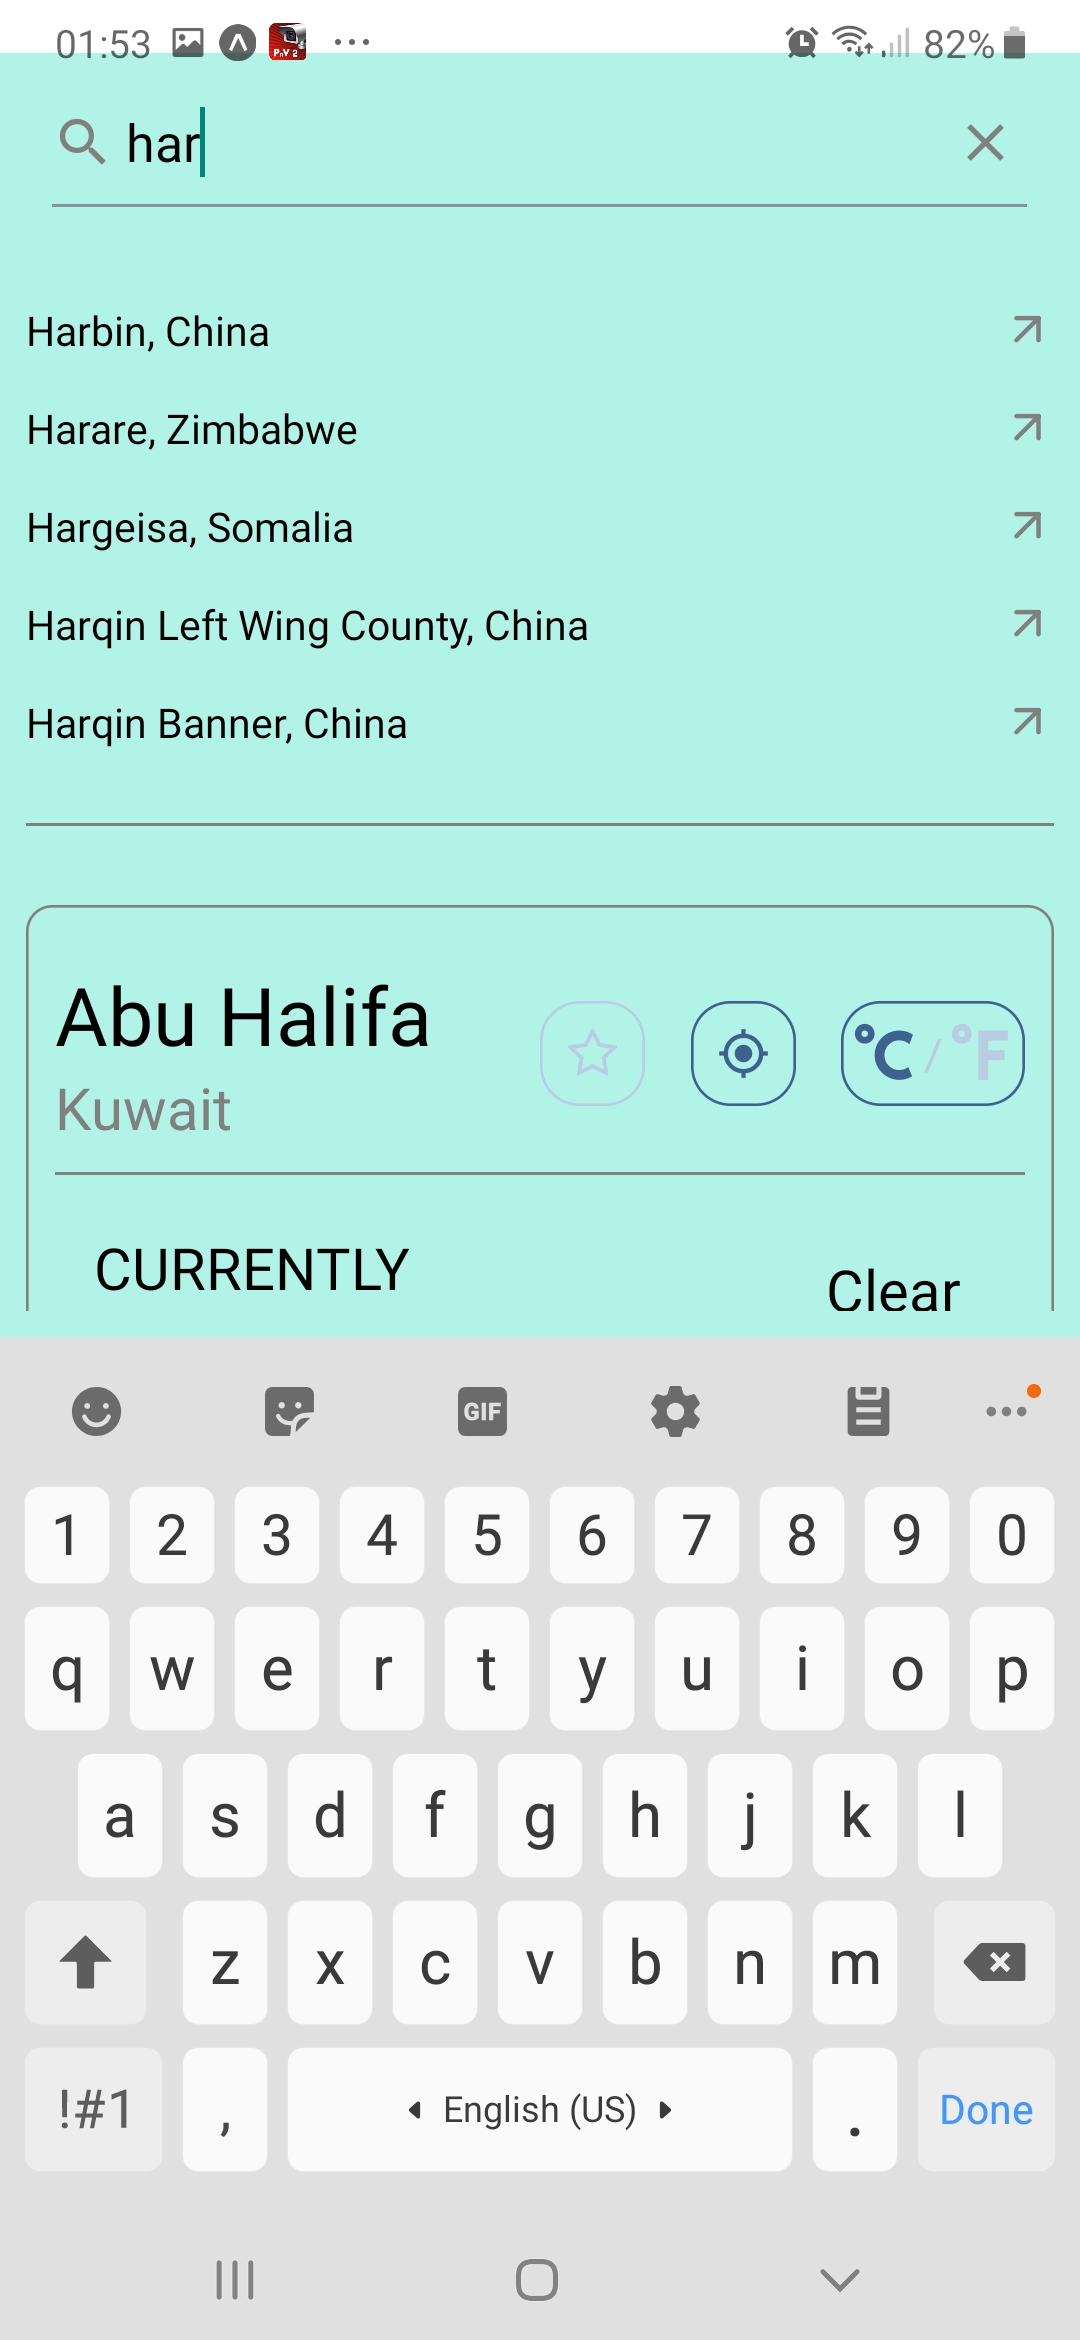 01:53
PnV 2
82%
har
Harbin, China
Harare, Zimbabwe
Hargeisa, Somalia
Harqin Left Wing County, China
Harqin Banner, China
Abu Halifa
Kuwait
°C / °F
CURRENTLY
Clear
GIF
1 2 3 4 5 6 7 8 9 0
q w e r t y u i o p
a s d f g h j k l
z x c v b n m
!#1 , English (US) . Done